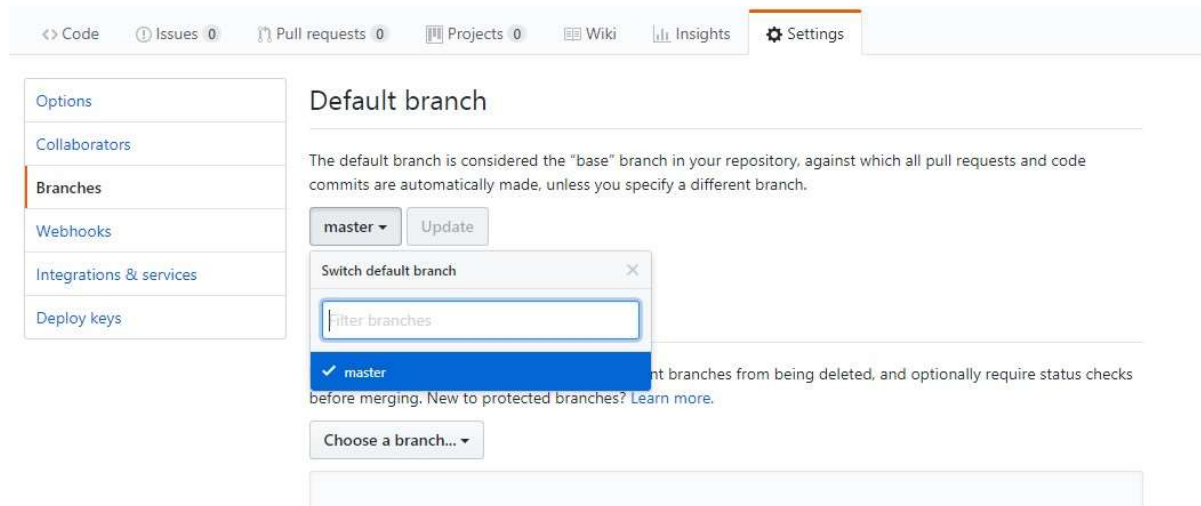 Code Issues 0 Pull requests 0 Projects 0 Wiki Insights Settings
Options
Collaborators
Branches
Webhooks
Integrations & services
Deploy keys
Default branch
The default branch is considered the “base” branch in your repository, against which all pull requests and code
commits are automatically made, unless you specify a different branch.
master Update
Switch default branch
Filter branches
master
branches from being deleted, and optionally require status checks
before merging. New to protected branches? Learn more.
Choose a branch...